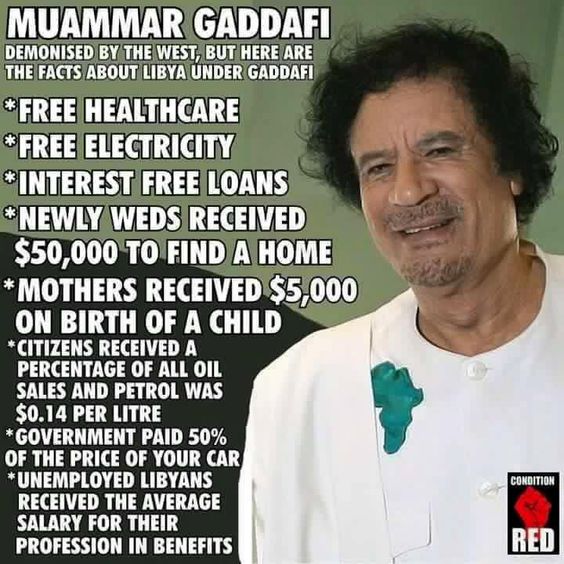 MUAMMAR GADDAFI
DEMONISED BY THE WEST, BUT HERE ARE
THE FACTS ABOUT LIBYA UNDER GADDAFI
*FREE HEALTHCARE
*FREE ELECTRICITY
*INTEREST FREE LOANS
*NEWLY WEDS RECEIVED
$50,000 TO FIND A HOME
*MOTHERS RECEIVED $5,000
ON BIRTH OF A CHILD
*CITIZENS RECEIVED A
PERCENTAGE OF ALL OIL
SALES AND PETROL WAS
$0.14 PER LITRE
*GOVERNMENT PAID 50%
OF THE PRICE OF YOUR CAR
*UNEMPLOYED LIBYANS
RECEIVED THE AVERAGE
SALARY FOR THEIR
PROFESSION IN BENEFITS
CONDITION
RED